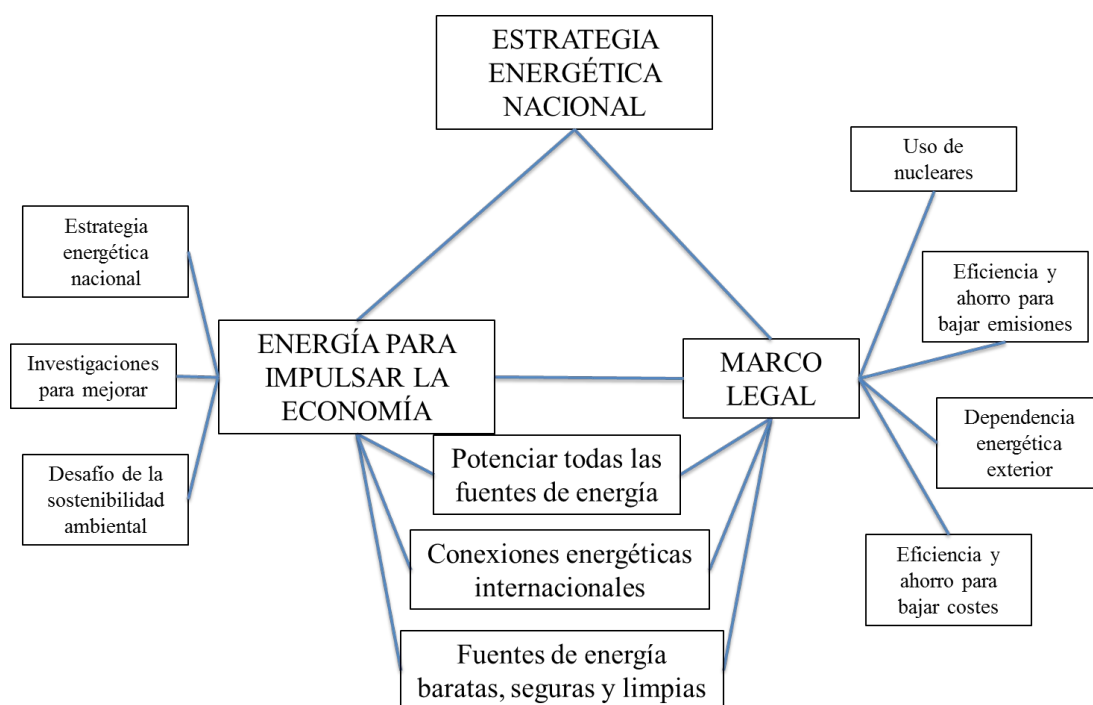 ESTRATEGIA
ENERGÉTICA
NACIONAL
Uso de
nucleares
Estrategia
energética
nacional
Eficiencia y
ahorro para
bajar emisiones
ENERGÍA PARA
IMPULSAR LA
ECONOMÍA
MARCO
LEGAL
Investigaciones
para mejorar
Dependencia
energética
exterior
Potenciar todas las
fuentes de energía
Desafío de la
sostenibilidad
ambiental
Conexiones energéticas
internacionales
Eficiencia y
ahorro para
bajar costes
Fuentes de energía
baratas, seguras y limpias